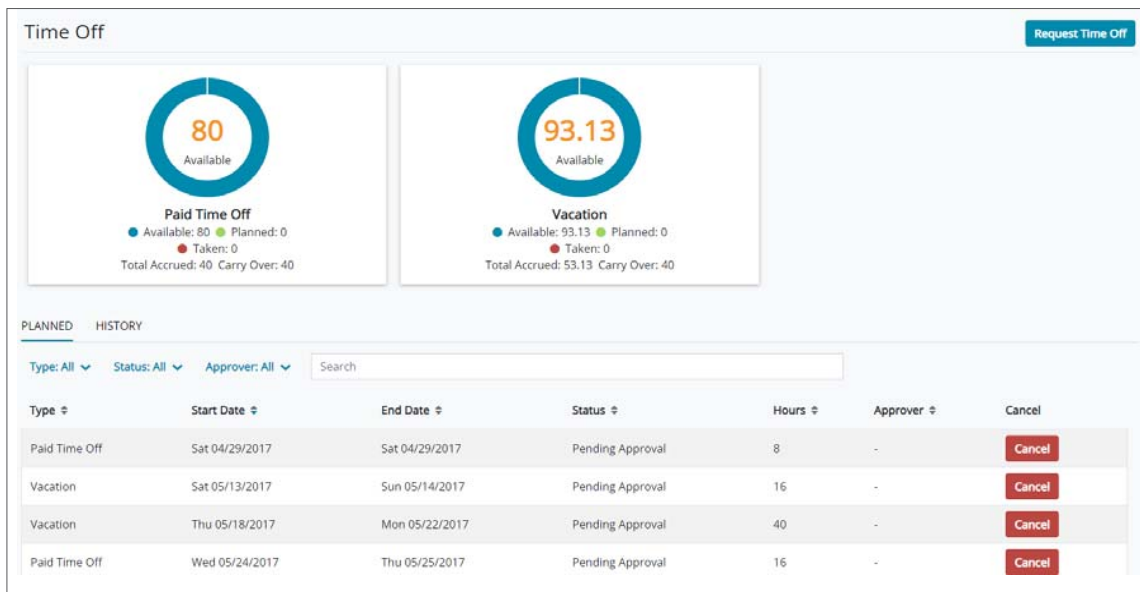 Time Off
Request Time Off
80
Available
Paid Time Off
Available: 80 Planned: 0
Taken: 0
Total Accrued: 40 Carry Over: 40
93.13
Available
Vacation
Available: 93.13 Planned: 0
Taken: 0
Total Accrued: 53.13 Carry Over: 40
PLANNED HISTORY
Type: All Status: All Approver: All Search
Type Start Date End Date Status Hours Approver Cancel
Paid Time Off Sat 04/29/2017 Sat 04/29/2017 Pending Approval 8 - Cancel
Vacation Sat 05/13/2017 Sun 05/14/2017 Pending Approval 16 - Cancel
Vacation Thu 05/18/2017 Mon 05/22/2017 Pending Approval 40 - Cancel
Paid Time Off Wed 05/24/2017 Thu 05/25/2017 Pending Approval 16 - Cancel